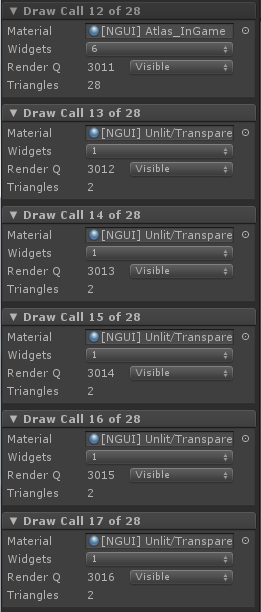 ▼ Draw Call 12 of 28
Material [NGUI] Atlas_InGame
Widgets 6
Render Q 3011 Visible
Triangles 28
▼ Draw Call 13 of 28
Material [NGUI] Unlit/Transpare
Widgets 1
Render Q 3012 Visible
Triangles 2
▼ Draw Call 14 of 28
Material [NGUI] Unlit/Transpare
Widgets 1
Render Q 3013 Visible
Triangles 2
▼ Draw Call 15 of 28
Material [NGUI] Unlit/Transpare
Widgets 1
Render Q 3014 Visible
Triangles 2
▼ Draw Call 16 of 28
Material [NGUI] Unlit/Transpare
Widgets 1
Render Q 3015 Visible
Triangles 2
▼ Draw Call 17 of 28
Material [NGUI] Unlit/Transpare
Widgets 1
Render Q 3016 Visible
Triangles 2